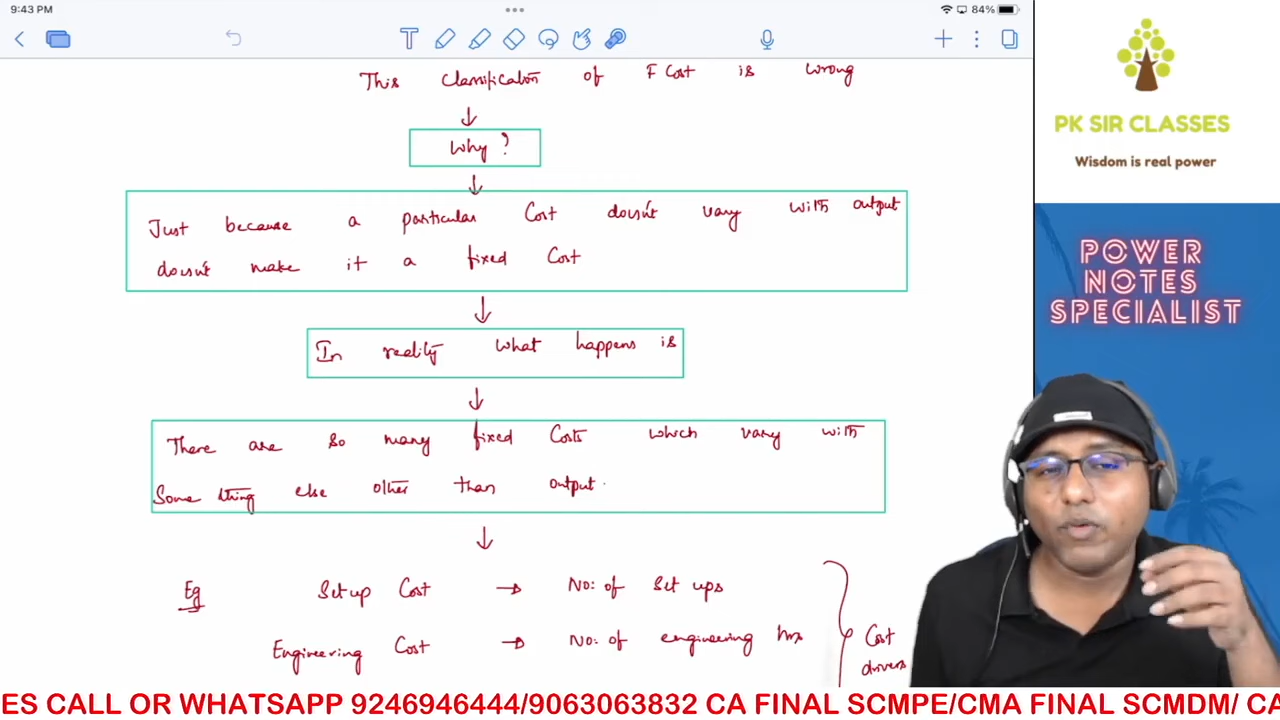 9:43 PM
84%
This Classification of F Cost is wrong
Why?
Just because a particular Cost doesn't vary with output
doesn't make it a fixed Cost
In reality what happens is
There are so many fixed Costs which vary with
Some thing else other than output.
Eg Setup Cost → No: of Set ups
Engineering Cost → No: of engineering hrs
Cost
drivers
PK SIR CLASSES
Wisdom is real power
POWER
NOTES
SPECIALIST
ES CALL OR WHATSAPP 9246946444/9063063832 CA FINAL SCMPE/CMA FINAL SCMDM/ CA